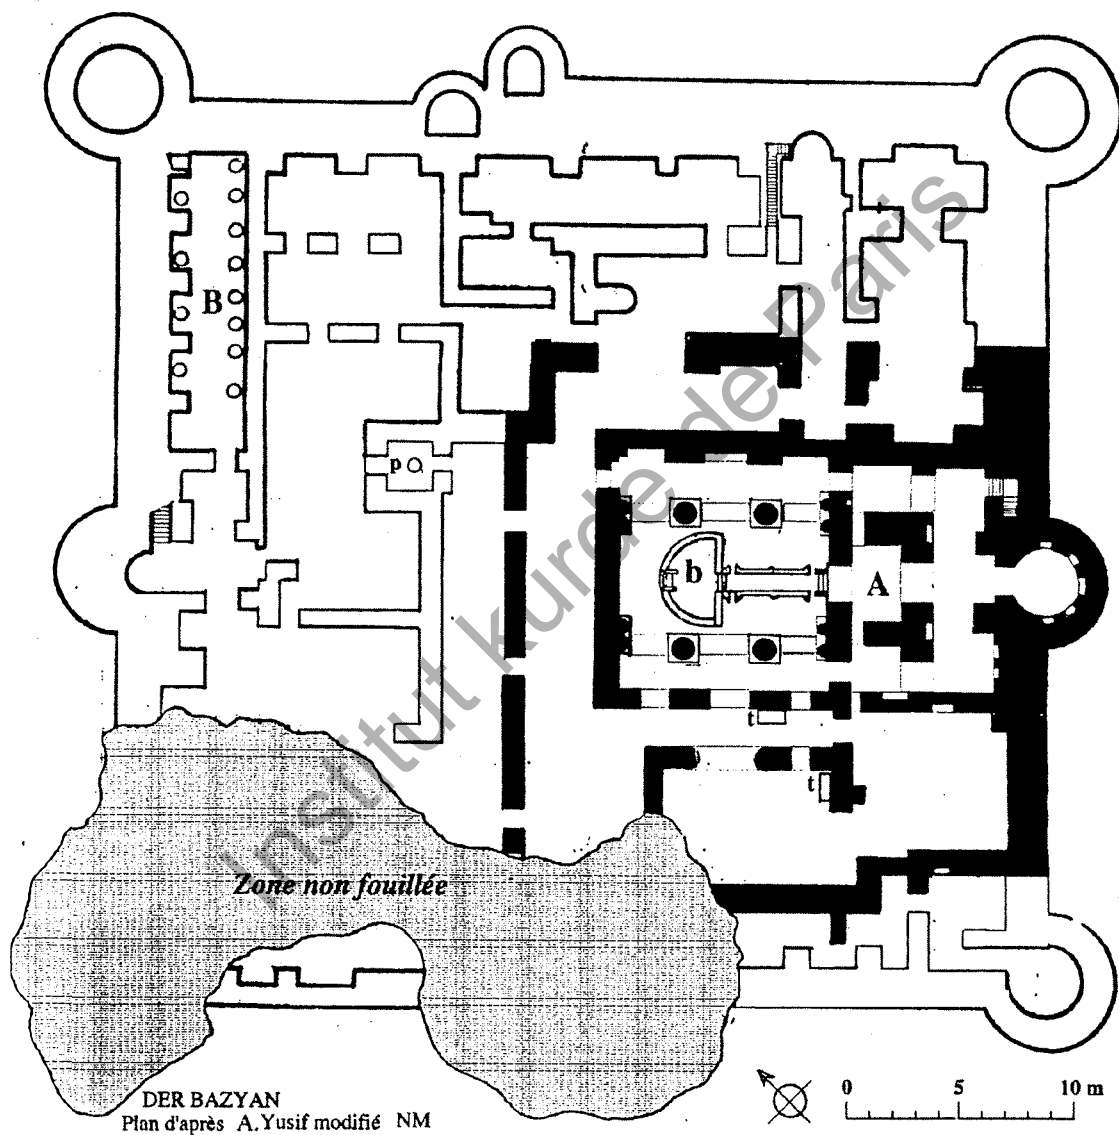 t
t
B
p
b
A
t
t
Institut kurde de Paris
Zone non fouillée
DER BAZYAN
Plan d'après A.Yusif modifié NM
0 5 10 m